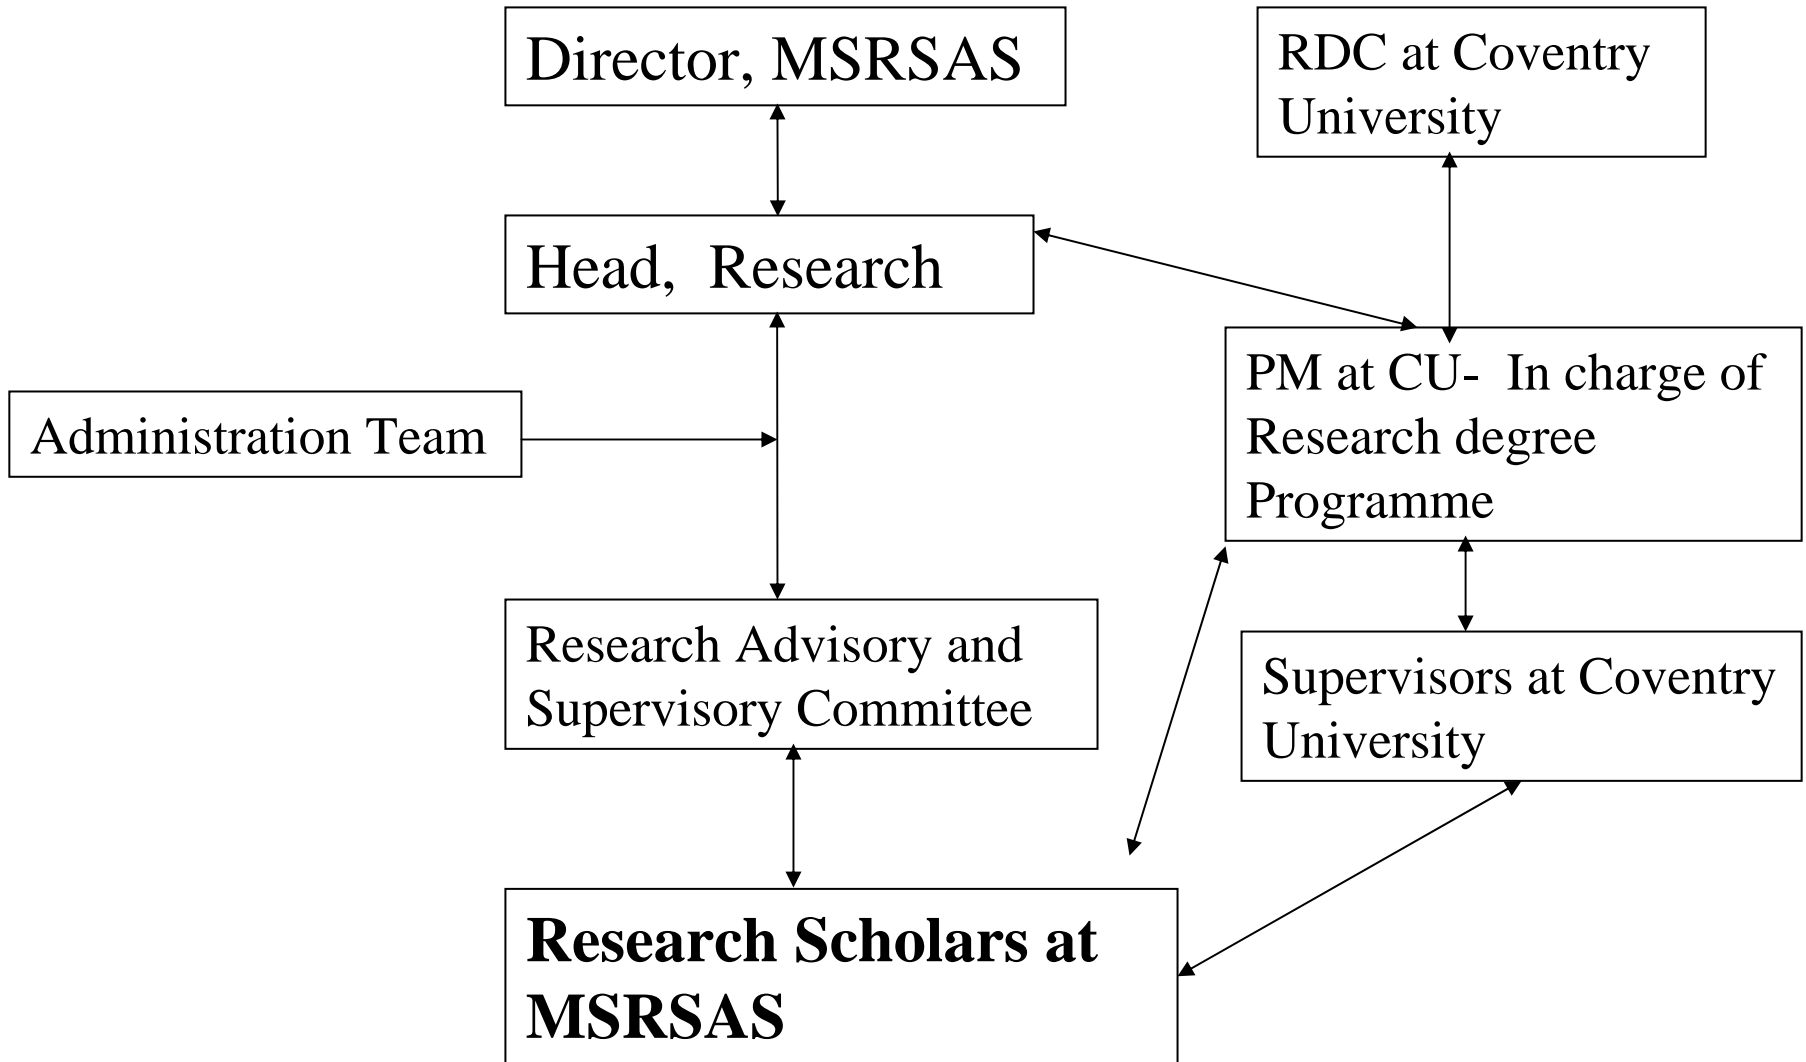 Director, MSRSAS
RDC at Coventry
University
Head,  Research
PM at CU-  In charge of
Research degree
Programme
Administration Team
Research Advisory and
Supervisory Committee
Supervisors at Coventry
University
Research Scholars at
MSRSAS